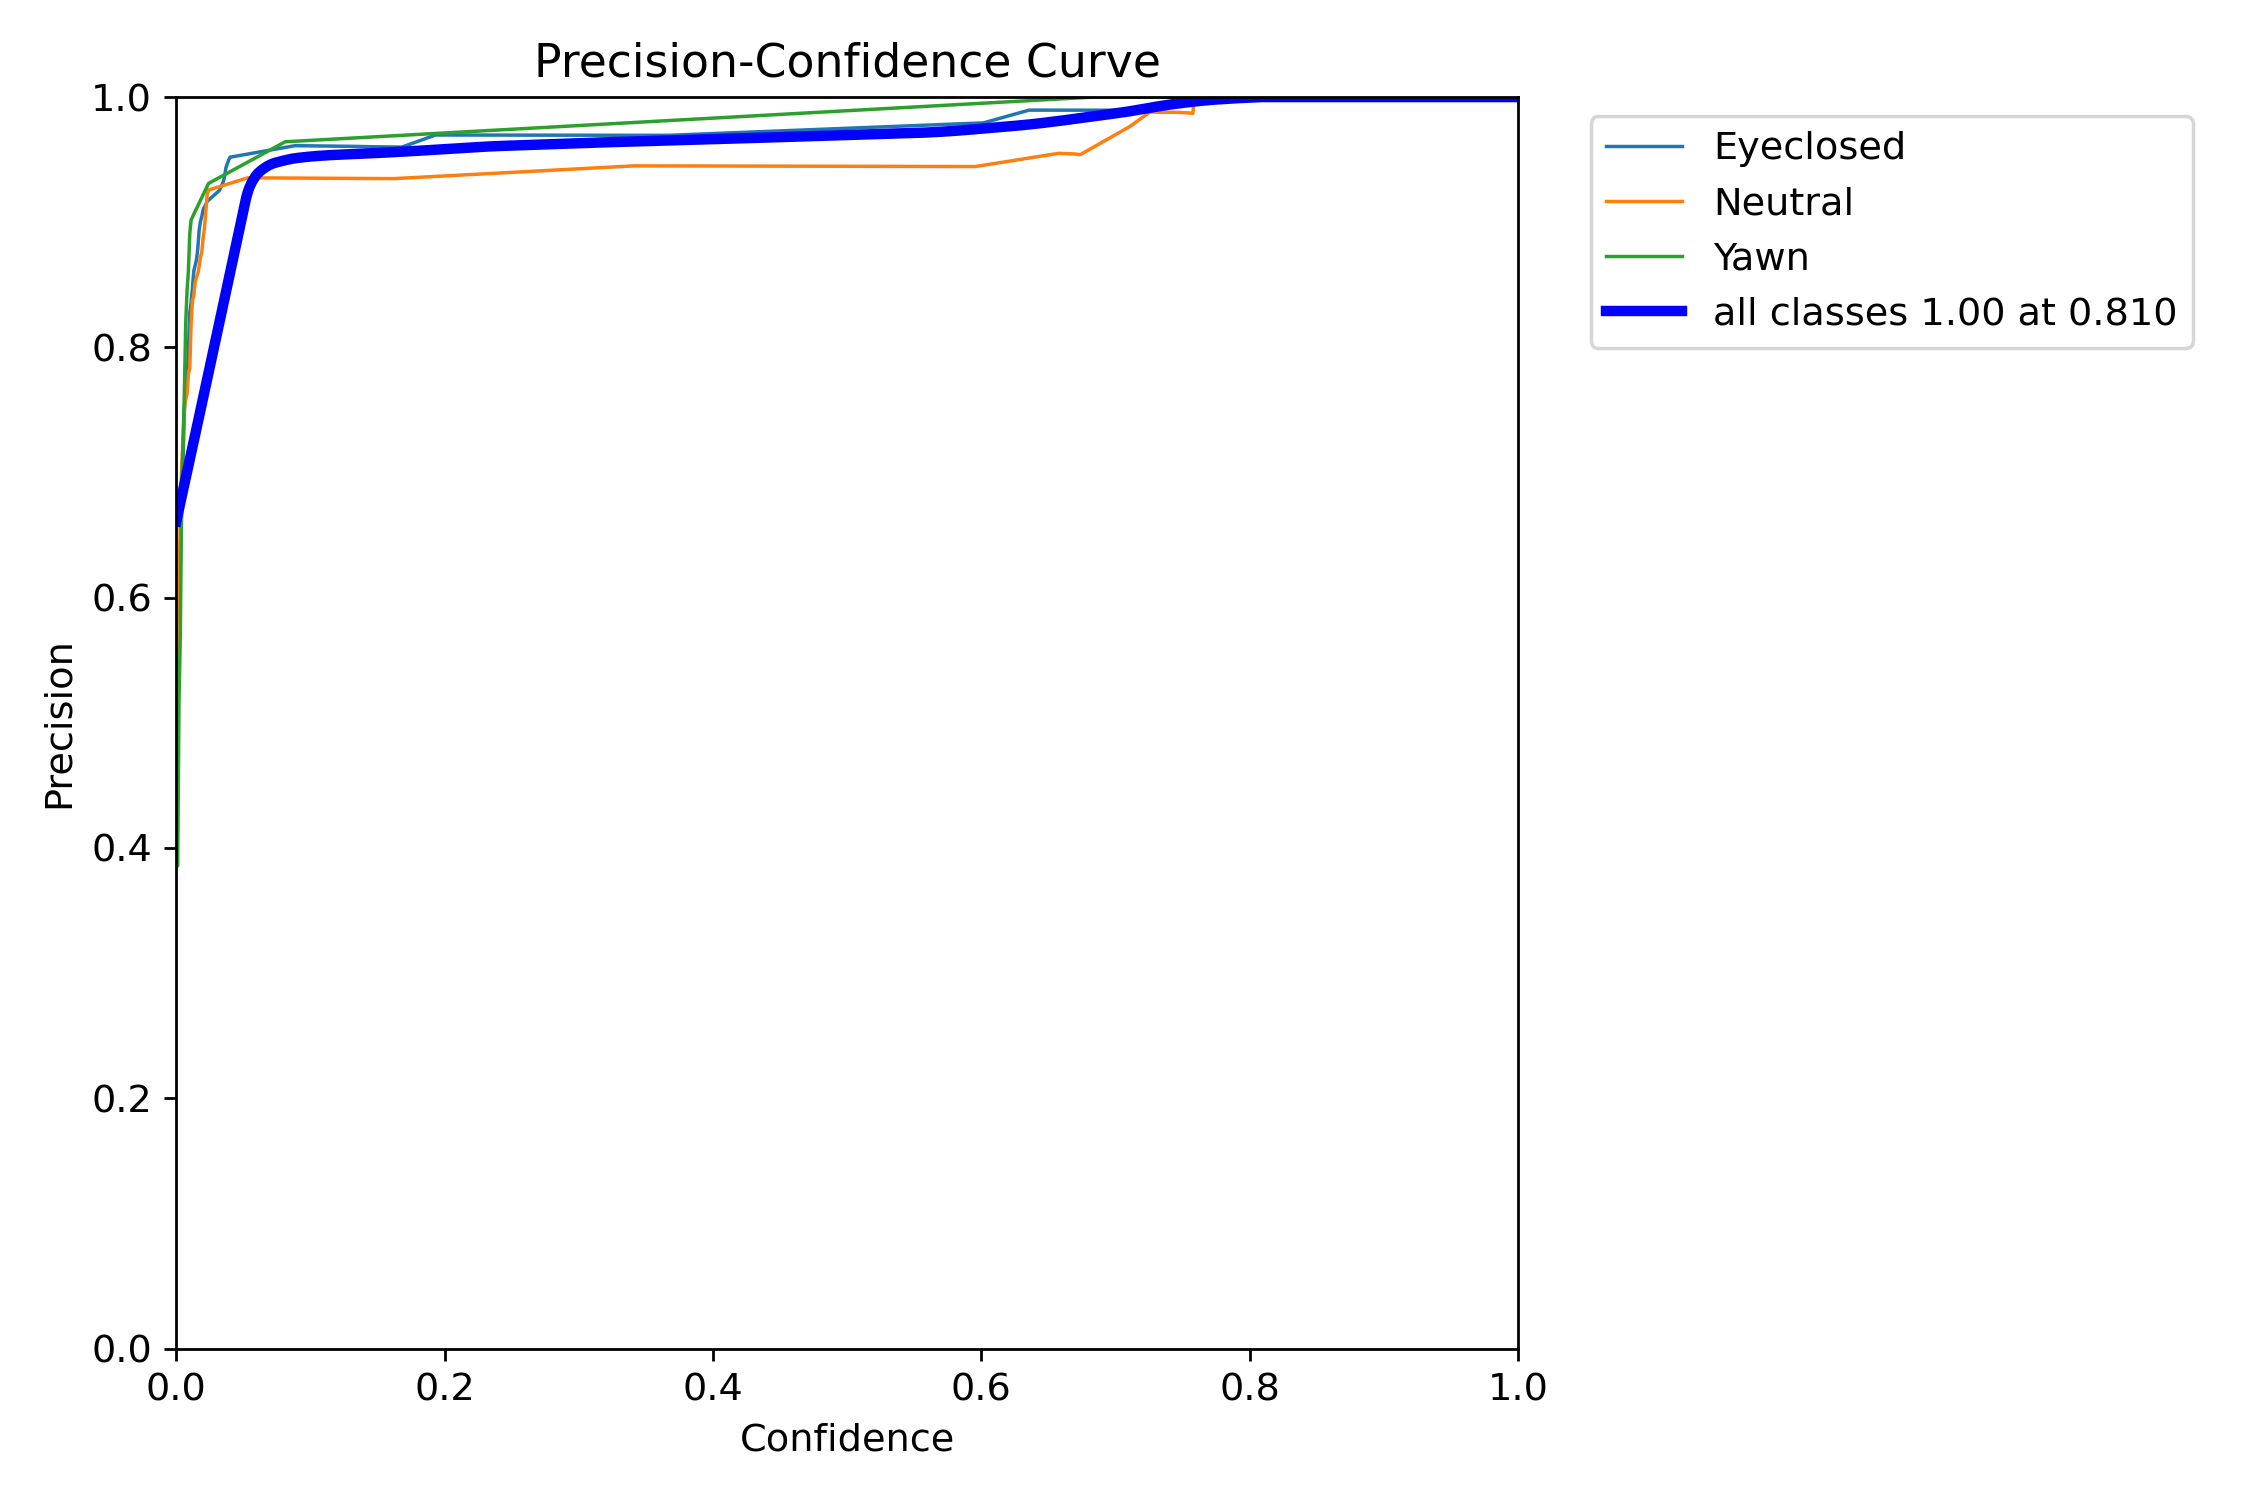 Precision-Confidence Curve
1.0
0.8
0.6
0.4
0.2
0.0
Precision
0.0 0.2 0.4 0.6 0.8 1.0
Confidence
Eyeclosed
Neutral
Yawn
all classes 1.00 at 0.810